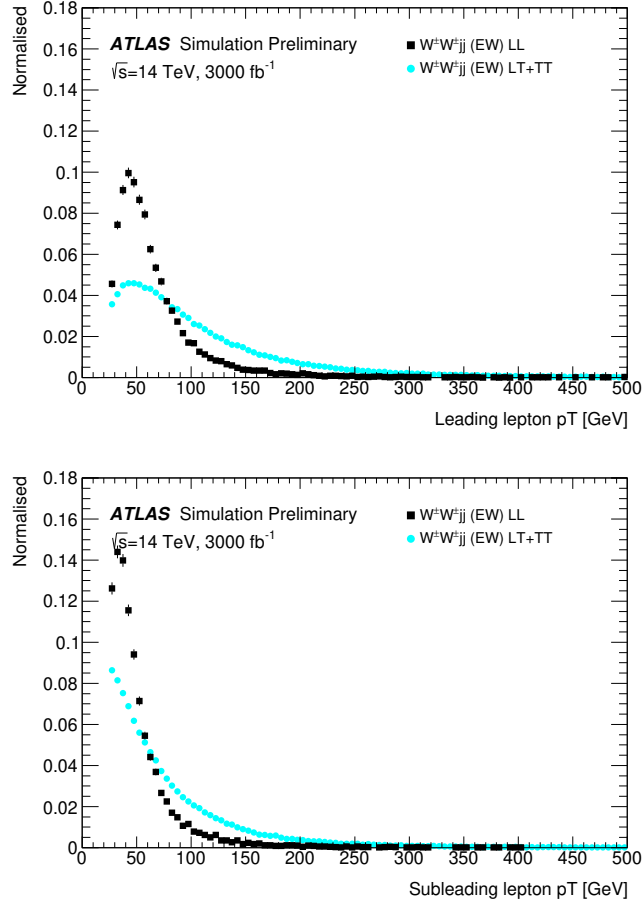 Normalised
0.18
0.16
0.14
0.12
0.1
0.08
0.06
0.04
0.02
0
ATLAS Simulation Preliminary
√s=14 TeV, 3000 fb⁻¹
W±W±jj (EW) LL
W±W±jj (EW) LT+TT
0 50 100 150 200 250 300 350 400 450 500
Leading lepton pT [GeV]
Normalised
0.18
0.16
0.14
0.12
0.1
0.08
0.06
0.04
0.02
0
ATLAS Simulation Preliminary
√s=14 TeV, 3000 fb⁻¹
W±W±jj (EW) LL
W±W±jj (EW) LT+TT
0 50 100 150 200 250 300 350 400 450 500
Subleading lepton pT [GeV]